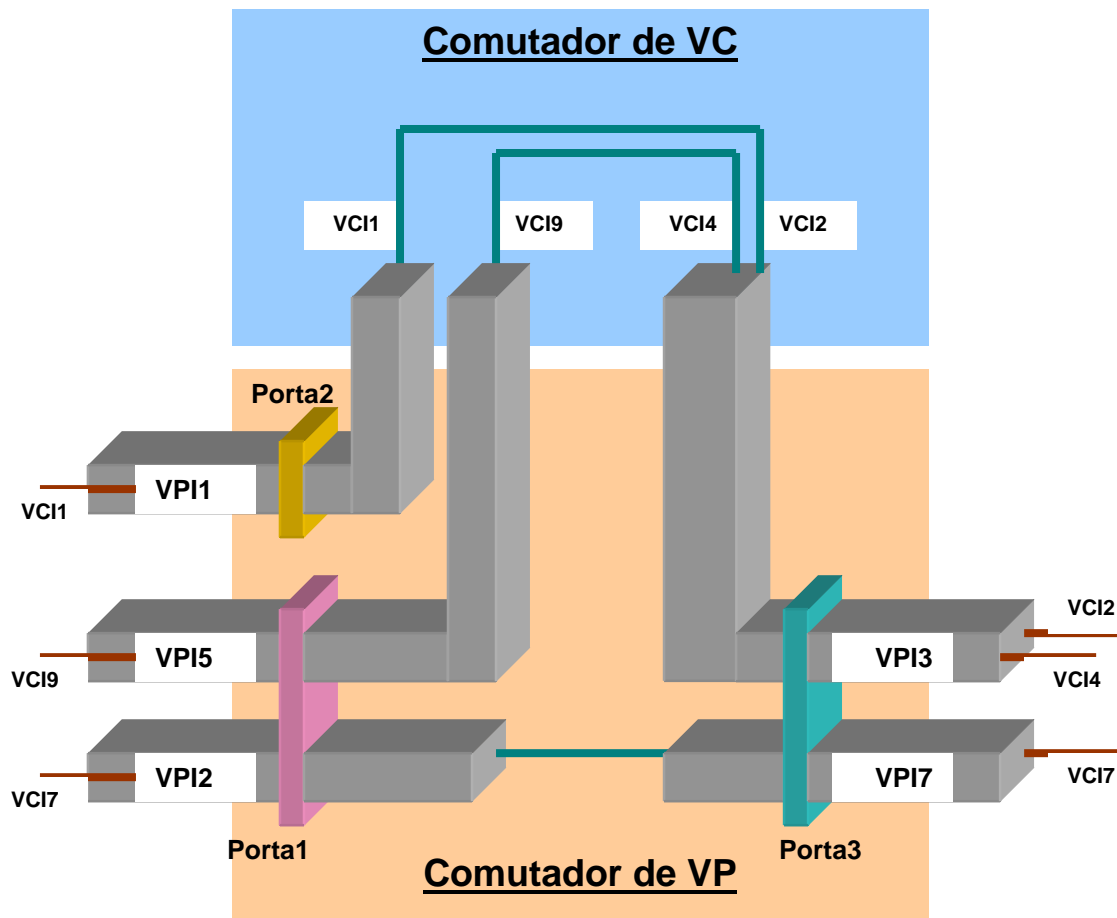 Comutador de VC
VCI1
VCI9
VCI4
VCI2
Porta2
VPI1
VCI1
VPI5
VCI9
VPI3
VCI2
VCI4
VPI2
VCI7
VPI7
VCI7
Porta1
Porta3
Comutador de VP